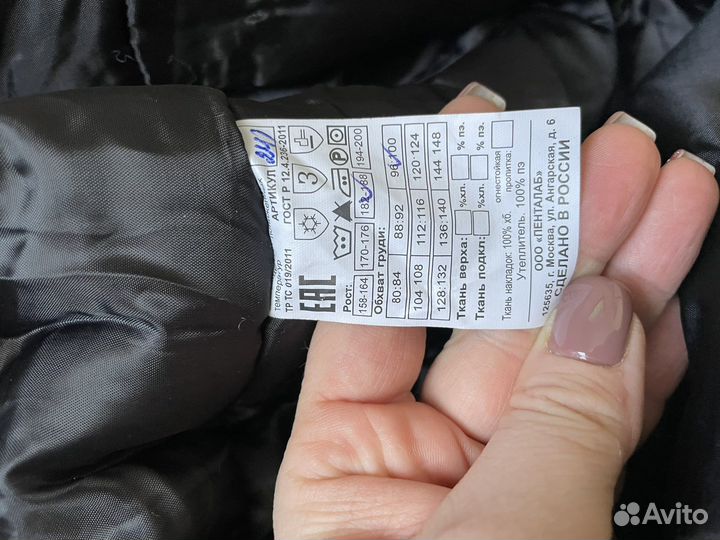 температур
АРТИКУЛ 24/
ТР ТС 019/2011 ГОСТ Р 12.4.236-2011
3
P
EAC
Рост:
158-164 170-176 182-188 194-200
Обхват груди:
80:84 88:92 96:100
104:108 112:116 120:124
128:132 136:140 144:148
Ткань верха: %хл. % пэ.
Ткань подкл: %хл. % пэ.
огнестойкая
пропитка:
Ткань накладок: 100% хб.
Утеплитель. 100% пэ
ООО «ПЕНТАЛАБ»
125635, г. Москва, ул. Ангарская, д. 6
СДЕЛАНО В РОССИИ
Avito